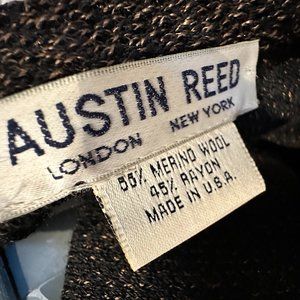 AUSTIN REED
LONDON NEW YORK
55% MERINO WOOL
45% RAYON
MADE IN U.S.A.